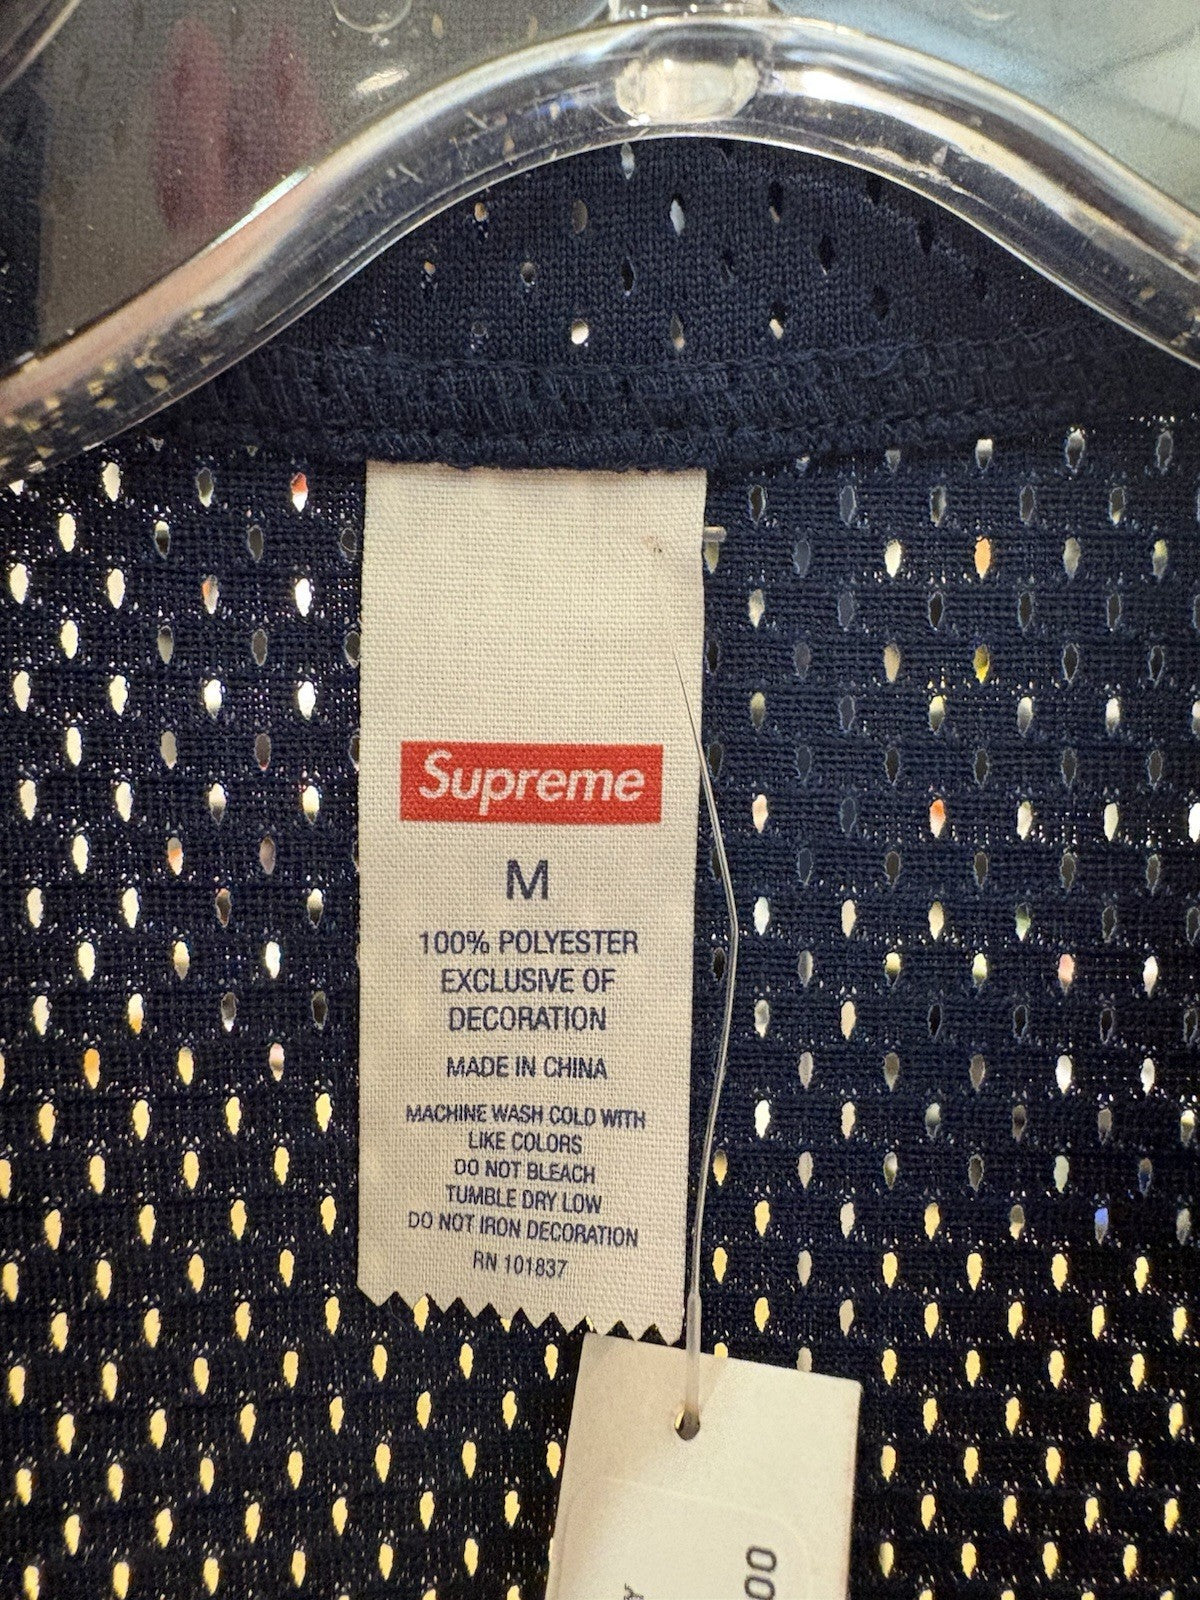 Supreme
M
100% POLYESTER
EXCLUSIVE OF
DECORATION
MADE IN CHINA
MACHINE WASH COLD WITH
LIKE COLORS
DO NOT BLEACH
TUMBLE DRY LOW
DO NOT IRON DECORATION
RN 101837
00